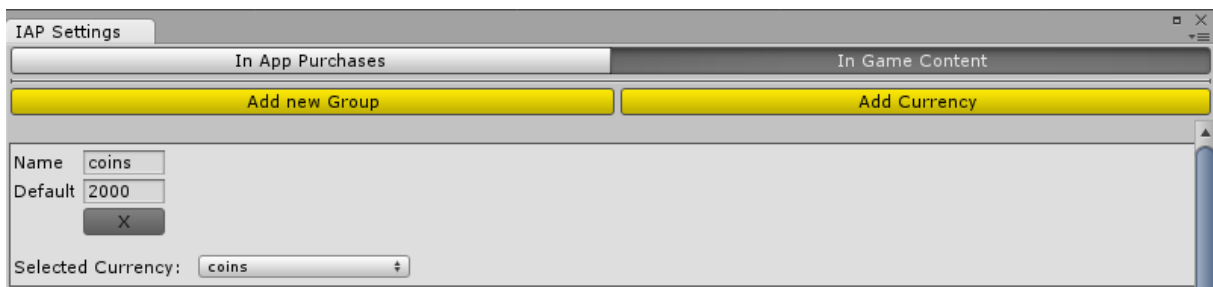 IAP Settings
In App Purchases In Game Content
Add new Group Add Currency
Name coins
Default 2000
X
Selected Currency: coins